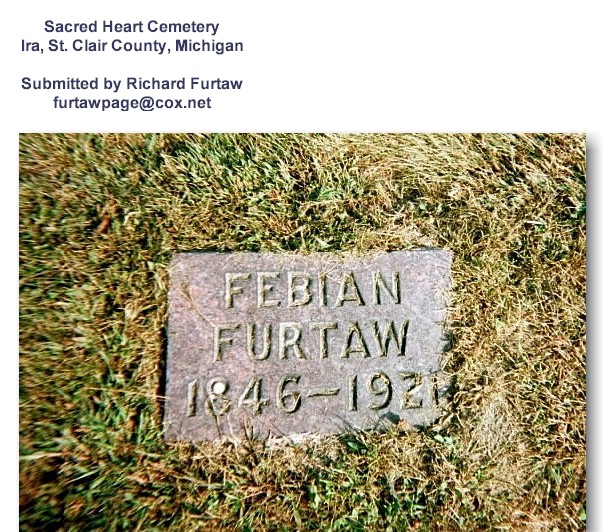 Sacred Heart Cemetery
Ira, St. Clair County, Michigan
Submitted by Richard Furtaw
furtawpage@cox.net
FEBIAN
FURTAW
1846-1921